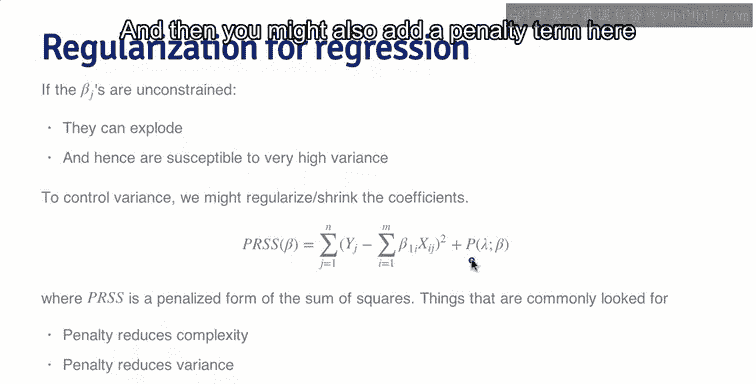 And then you might also add a penalty term here
Regularization for regression
If the βj's are unconstrained:
· They can explode
· And hence are susceptible to very high variance
To control variance, we might regularize/shrink the coefficients.
PRSS(β) = ∑_{j=1}^{n} (Y_j − ∑_{i=1}^{m} β_{1i} X_{ij})² + P(λ; β)
where PRSS is a penalized form of the sum of squares. Things that are commonly looked for
· Penalty reduces complexity
· Penalty reduces variance